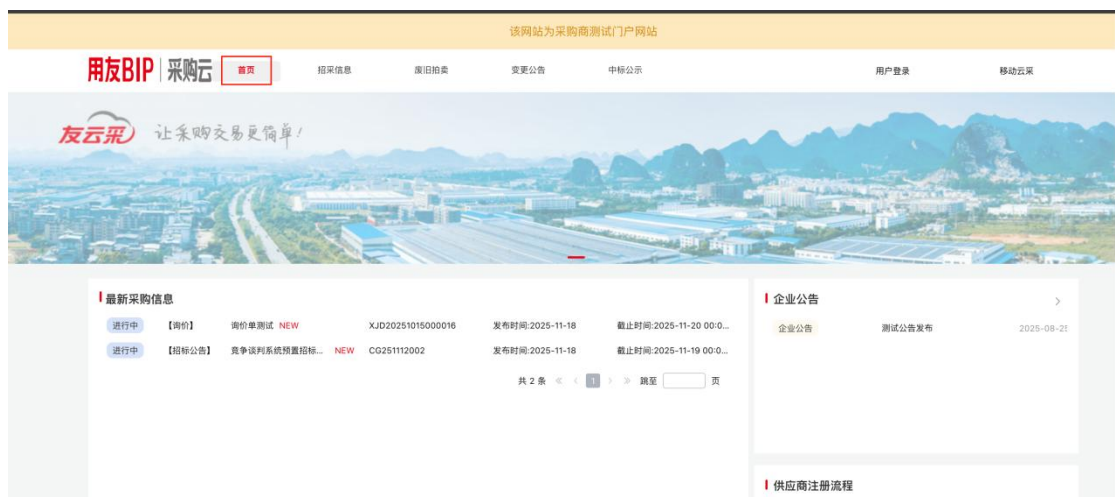 该网站为采购商测试门户网站
用友BIP 采购云 首页 招采信息 废旧拍卖 变更公告 中标公示 用户登录 移动云采
友云采 让采购交易更简单!
最新采购信息
进行中 【询价】 询价单测试 NEW XJD20251015000016 发布时间:2025-11-18 截止时间:2025-11-20 00:0...
进行中 【招标公告】 竞争谈判系统预置招标... NEW CG251112002 发布时间:2025-11-18 截止时间:2025-11-19 00:0...
共 2 条 « < 1 > » 跳至 页
企业公告 >
企业公告 测试公告发布 2025-08-25
供应商注册流程